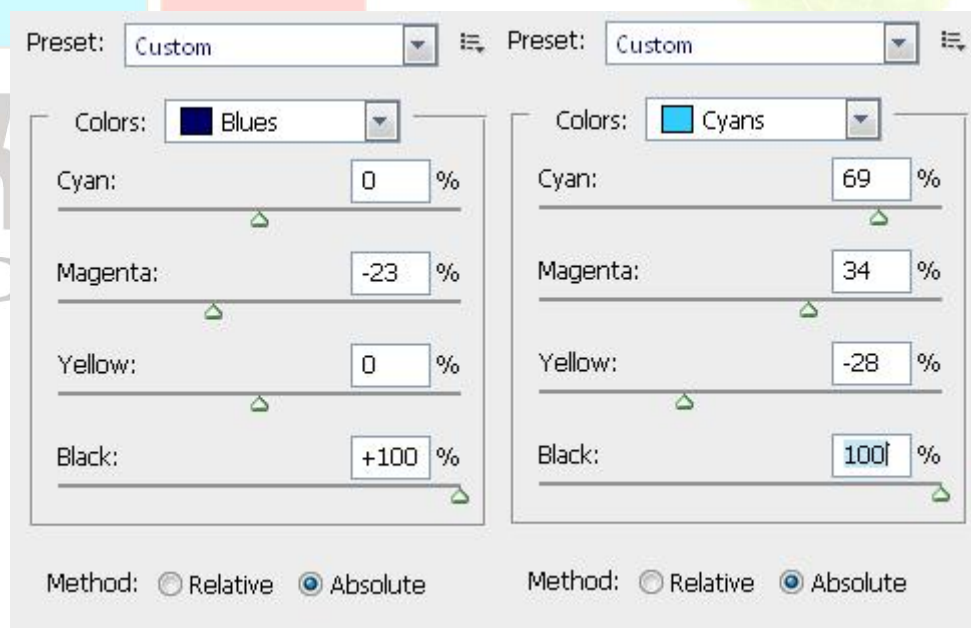 Preset: Custom
Colors: Blues
Cyan: 0 %
Magenta: -23 %
Yellow: 0 %
Black: +100 %
Method: Relative Absolute
Preset: Custom
Colors: Cyans
Cyan: 69 %
Magenta: 34 %
Yellow: -28 %
Black: 100 %
Method: Relative Absolute